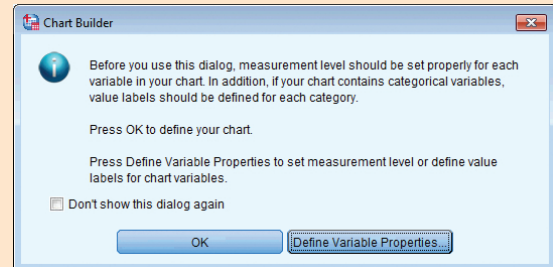 Chart Builder
Before you use this dialog, measurement level should be set properly for each
variable in your chart. In addition, if your chart contains categorical variables,
value labels should be defined for each category.
Press OK to define your chart.
Press Define Variable Properties to set measurement level or define value
labels for chart variables.
Don't show this dialog again
OK
Define Variable Properties...